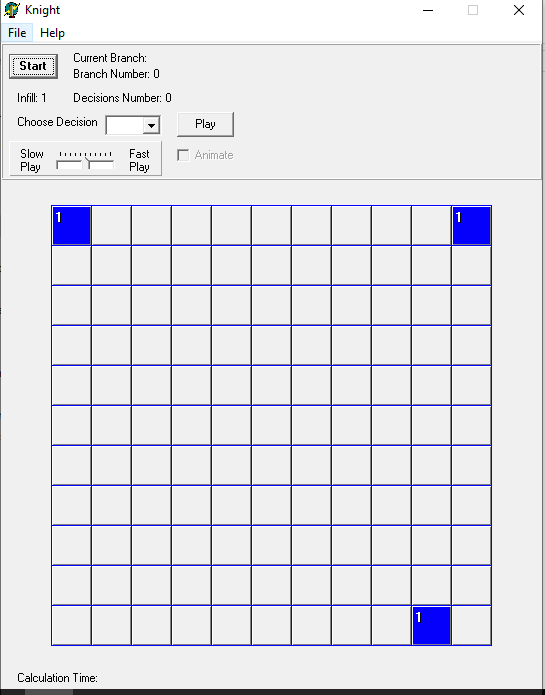 Knight
File Help
Start
Current Branch:
Branch Number: 0
Infill: 1 Decisions Number: 0
Choose Decision Play
Slow Play Fast Play Animate
1 1
1
Calculation Time: